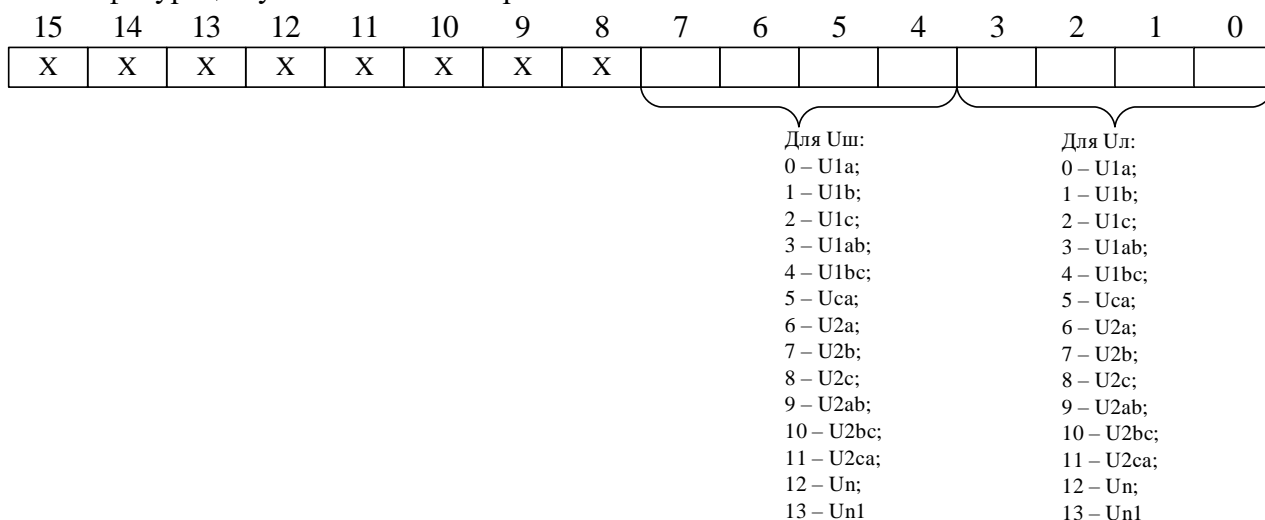 15 14 13 12 11 10 9 8 7 6 5 4 3 2 1 0
X X X X X X X X
Для Uш: Для Uл:
0 – U1a; 0 – U1a;
1 – U1b; 1 – U1b;
2 – U1c; 2 – U1c;
3 – U1ab; 3 – U1ab;
4 – U1bc; 4 – U1bc;
5 – Uca; 5 – Uca;
6 – U2a; 6 – U2a;
7 – U2b; 7 – U2b;
8 – U2c; 8 – U2c;
9 – U2ab; 9 – U2ab;
10 – U2bc; 10 – U2bc;
11 – U2ca; 11 – U2ca;
12 – Un; 12 – Un;
13 – Un1 13 – Un1